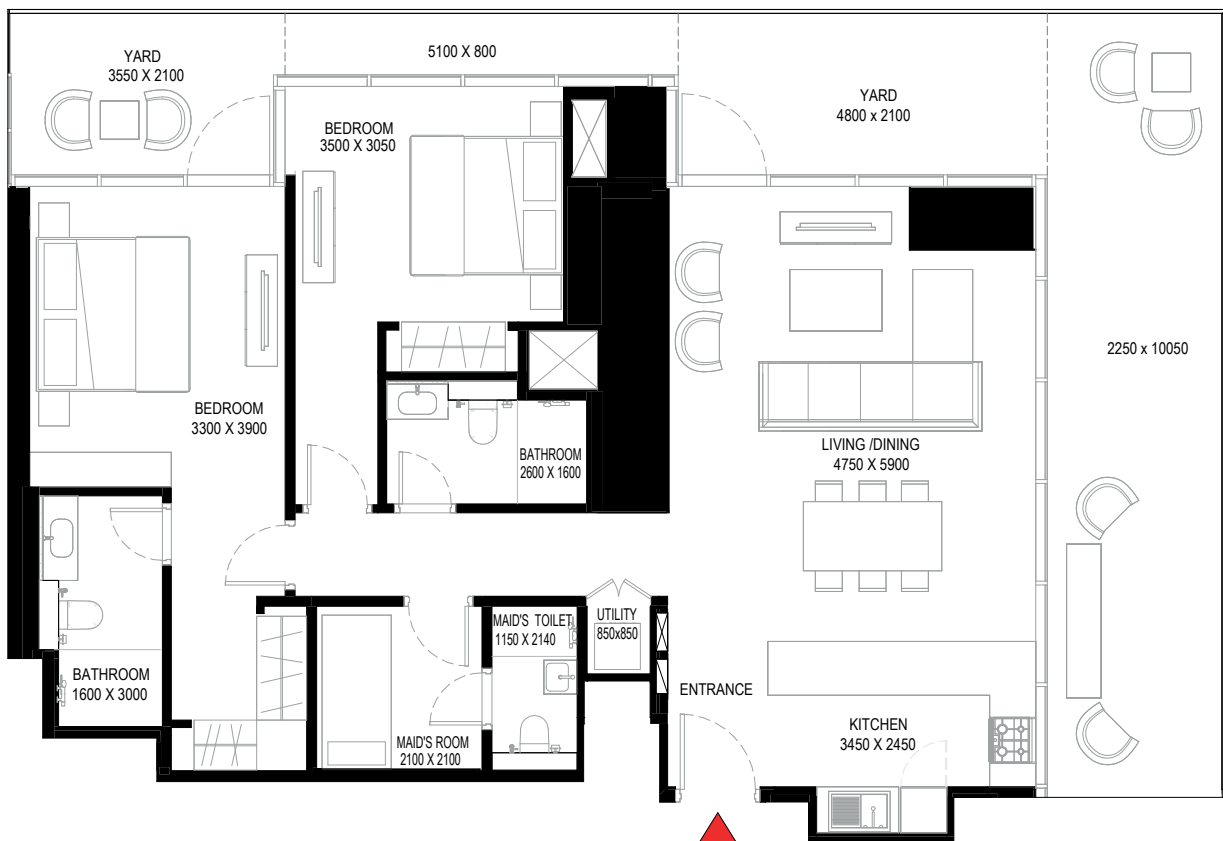 YARD
3550 X 2100
5100 X 800
YARD
4800 x 2100
BEDROOM
3500 X 3050
2250 x 10050
BEDROOM
3300 X 3900
LIVING /DINING
4750 X 5900
BATHROOM
2600 X 1600
MAID'S TOILET
1150 X 2140
UTILITY
850x850
BATHROOM
1600 X 3000
ENTRANCE
KITCHEN
3450 X 2450
MAID'S ROOM
2100 X 2100